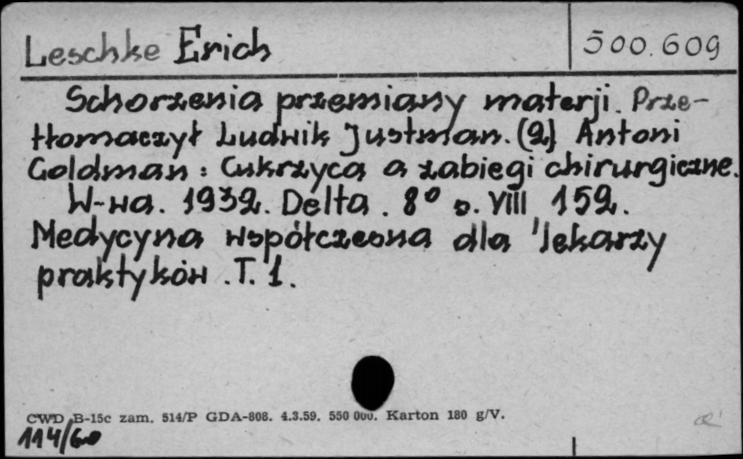 Leschke Erich
500.609
Schorzenia przemiany materji. Prze-
tłomaczył Ludwik Justman. (2) Antoni
Goldman: Cukrzyca a zabiegi chirurgiczne.
W-wa. 1932. Delta. 8° s. VIII, 152.
Medycyna współczesna dla lekarzy
praktyków. T. 1.
CWD B-15c zam. 514/P GDA-808. 4.3.59. 550 000. Karton 180 g/V.
114/60